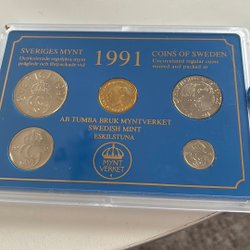 SVERIGES MYNT
Ocirkulerade reguljära mynt
präglade och förpackade vid
1991
COINS OF SWEDEN
Uncirculated regular coins
minted and packed at
AB TUMBA BRUK MYNTVERKET
SWEDISH MINT
ESKILSTUNA
MYNT
VERKET